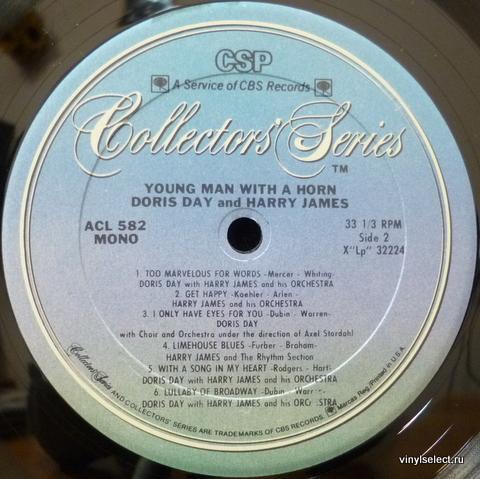 CSP
A Service of CBS Records
Collectors' Series
TM
YOUNG MAN WITH A HORN
DORIS DAY and HARRY JAMES
ACL 582
MONO
33 1/3 RPM
Side 2
X"Lp" 32224
1. TOO MARVELOUS FOR WORDS -Mercer - Whiting-
DORIS DAY with HARRY JAMES and his ORCHESTRA
2. GET HAPPY -Koehler - Arlen -
HARRY JAMES and his ORCHESTRA
3. I ONLY HAVE EYES FOR YOU -Dubin - Warren-
DORIS DAY
with Choir and Orchestra under the direction of Axel Stordahl
4. LIMEHOUSE BLUES -Furber - Braham-
HARRY JAMES and The Rhythm Section
5. WITH A SONG IN MY HEART -Rodgers - Hart-
DORIS DAY with HARRY JAMES and his ORCHESTRA
6. LULLABY OF BROADWAY -Dubin -
DORIS DAY with HARRY JAMES and his
Collectors' Series AND COLLECTORS' SERIES ARE TRADEMARKS OF CBS RECORDS. Marcas Reg./Printed in U.S.A.
vinylselect.ru